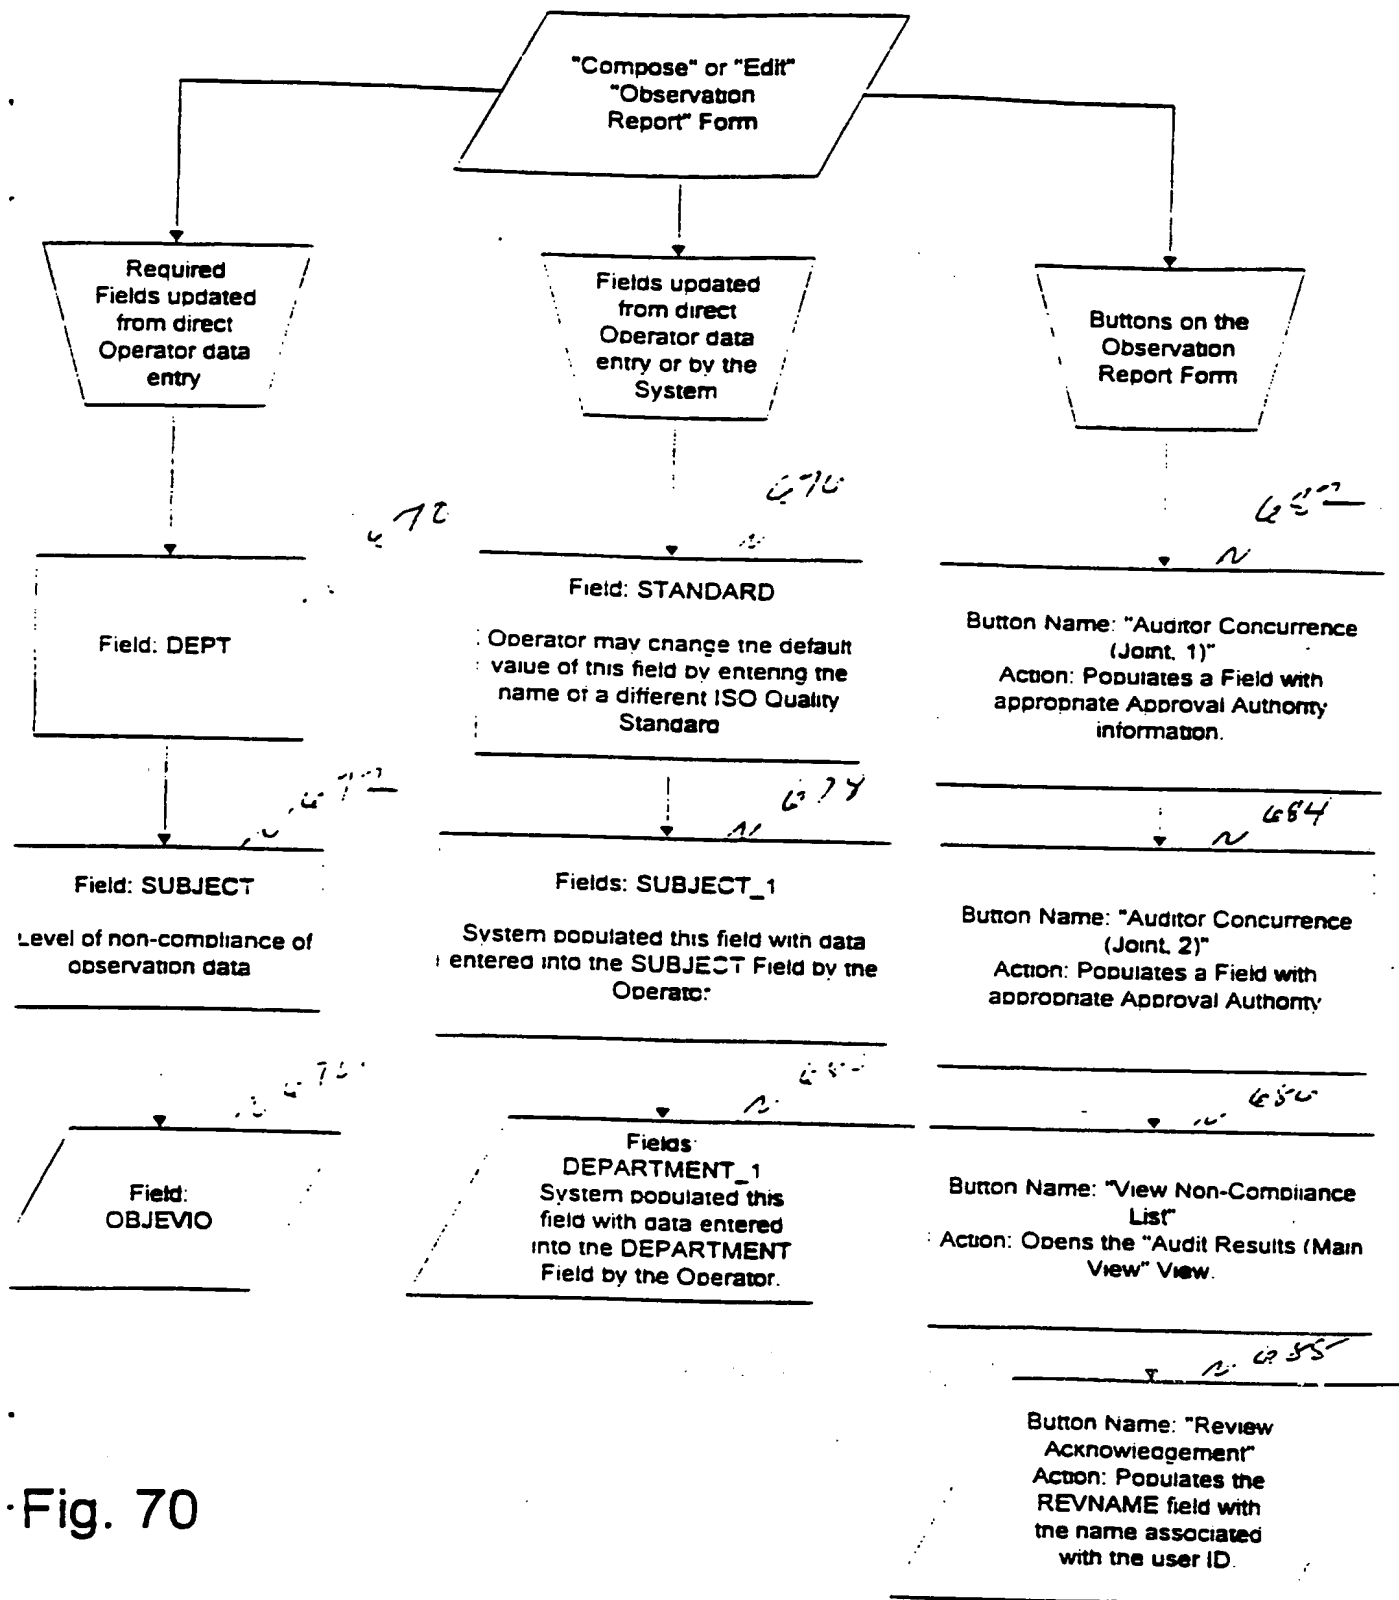 "Compose" or "Edit"
"Observation
Report" Form
Required
Fields updated
from direct
Operator data
entry
Fields updated
from direct
Operator data
entry or by the
System
Buttons on the
Observation
Report Form
Field: DEPT
Field: SUBJECT
Level of non-compliance of
observation data
Field:
OBJEVIO
Field: STANDARD
Operator may change the default
value of this field by entering the
name of a different ISO Quality
Standard
678
Fields: SUBJECT_1
System populated this field with data
entered into the SUBJECT Field by the
Operator.
Fields:
DEPARTMENT_1
System populated this
field with data entered
into the DEPARTMENT
Field by the Operator.
Button Name: "Auditor Concurrence
(Joint, 1)"
Action: Populates a Field with
appropriate Approval Authority
information.
684
Button Name: "Auditor Concurrence
(Joint, 2)"
Action: Populates a Field with
appropriate Approval Authority
Button Name: "View Non-Compliance
List"
Action: Opens the "Audit Results (Main
View" View.
Button Name: "Review
Acknowledgement"
Action: Populates the
REVNAME field with
the name associated
with the user ID.
Fig. 70